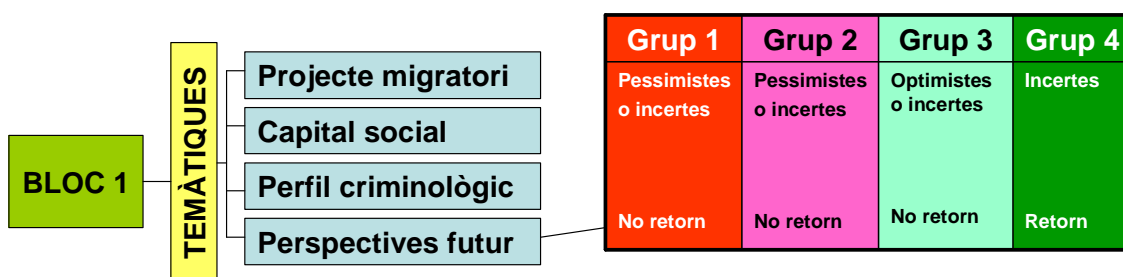 BLOC 1
TEMÀTIQUES
Projecte migratori
Capital social
Perfil criminològic
Perspectives futur
Grup 1
Grup 2
Grup 3
Grup 4
Pessimistes
o incertes
Pessimistes
o incertes
Optimistes
o incertes
Incertes
No retorn
No retorn
No retorn
Retorn